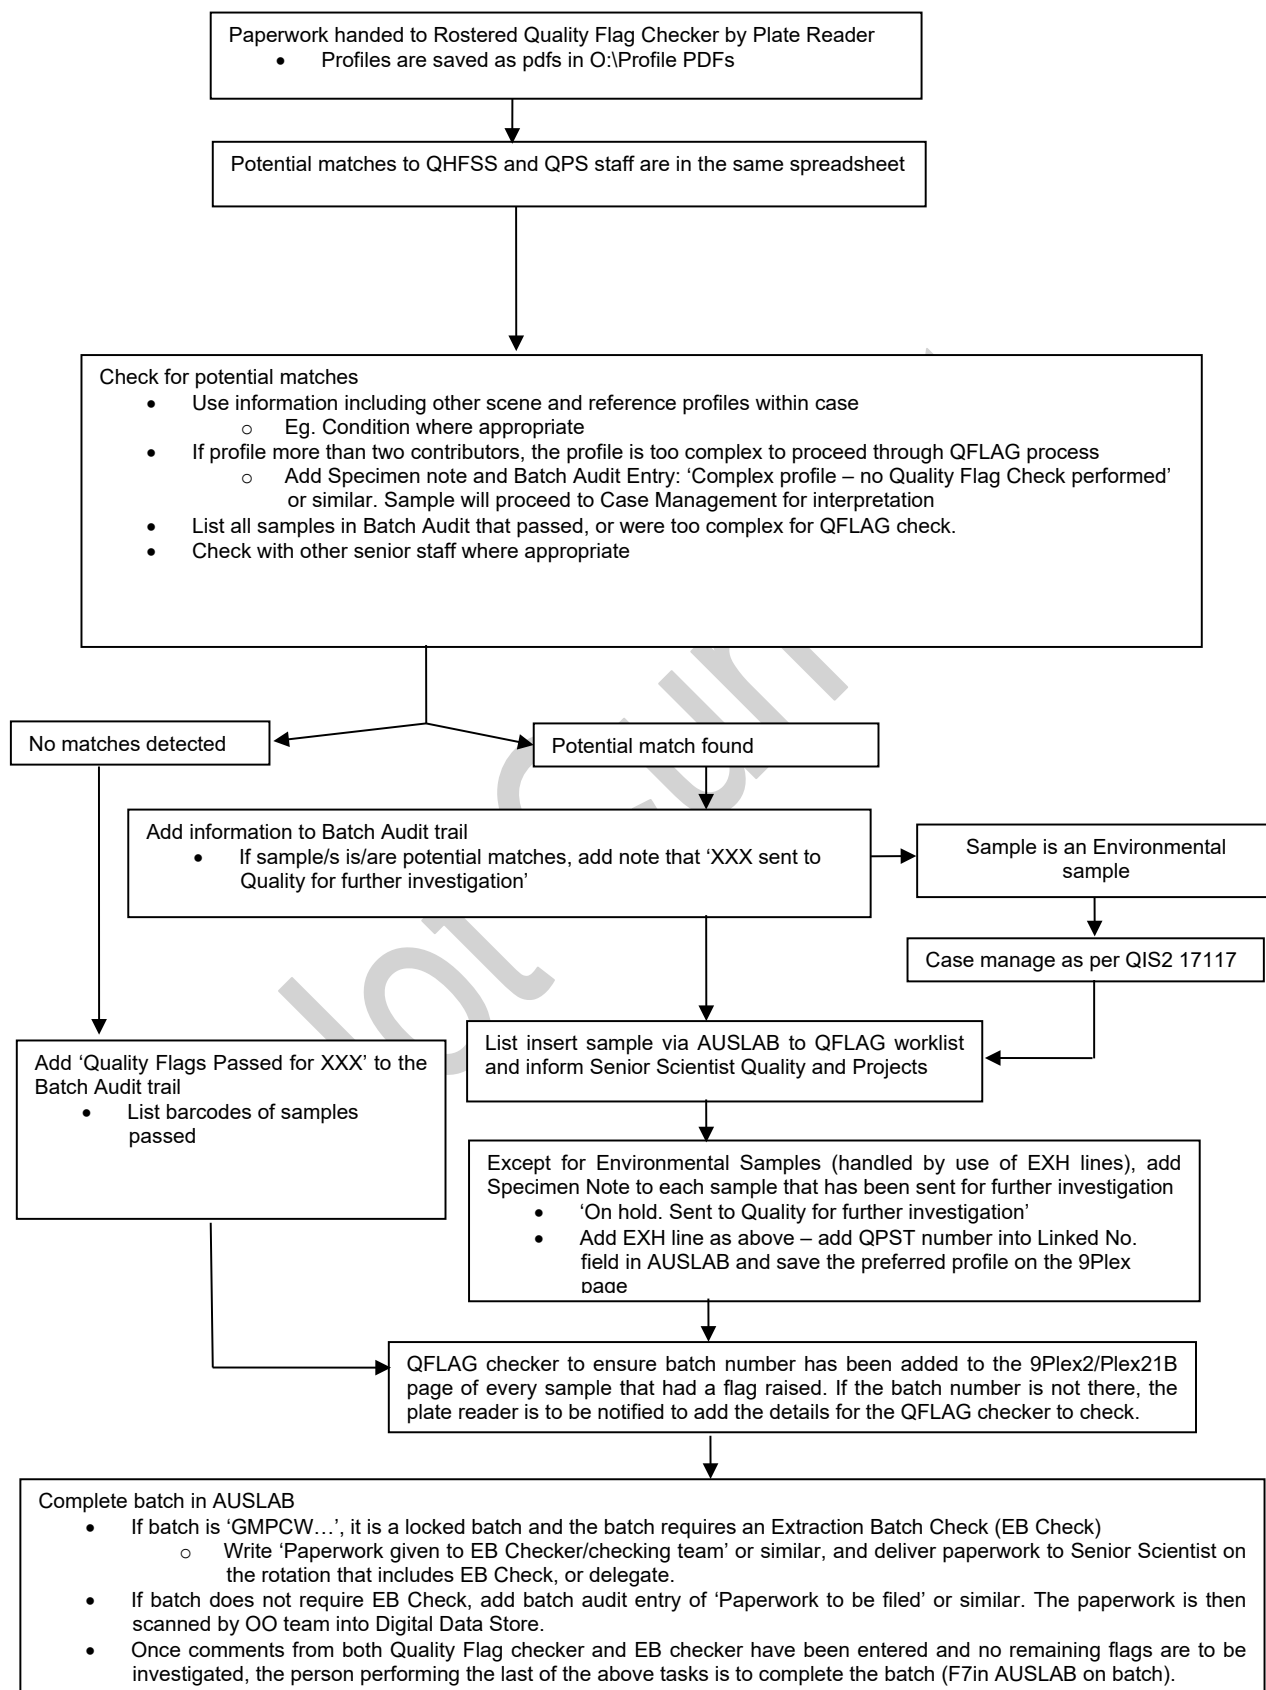 Paperwork handed to Rostered Quality Flag Checker by Plate Reader
• Profiles are saved as pdfs in O:\Profile PDFs
Potential matches to QHFSS and QPS staff are in the same spreadsheet
Check for potential matches
• Use information including other scene and reference profiles within case
o Eg. Condition where appropriate
• If profile more than two contributors, the profile is too complex to proceed through QFLAG process
o Add Specimen note and Batch Audit Entry: ‘Complex profile – no Quality Flag Check performed’
or similar. Sample will proceed to Case Management for interpretation
• List all samples in Batch Audit that passed, or were too complex for QFLAG check.
• Check with other senior staff where appropriate
No matches detected
Potential match found
Add information to Batch Audit trail
• If sample/s is/are potential matches, add note that ‘XXX sent to
Quality for further investigation’
Sample is an Environmental
sample
Case manage as per QIS2 17117
List insert sample via AUSLAB to QFLAG worklist
and inform Senior Scientist Quality and Projects
Add ‘Quality Flags Passed for XXX’ to the
Batch Audit trail
• List barcodes of samples
passed
Except for Environmental Samples (handled by use of EXH lines), add
Specimen Note to each sample that has been sent for further investigation
• ‘On hold. Sent to Quality for further investigation’
• Add EXH line as above – add QPST number into Linked No.
field in AUSLAB and save the preferred profile on the 9Plex
page
QFLAG checker to ensure batch number has been added to the 9Plex2/Plex21B
page of every sample that had a flag raised. If the batch number is not there, the
plate reader is to be notified to add the details for the QFLAG checker to check.
Complete batch in AUSLAB
• If batch is ‘GMPCW…’, it is a locked batch and the batch requires an Extraction Batch Check (EB Check)
o Write ‘Paperwork given to EB Checker/checking team’ or similar, and deliver paperwork to Senior Scientist on
the rotation that includes EB Check, or delegate.
• If batch does not require EB Check, add batch audit entry of ‘Paperwork to be filed’ or similar. The paperwork is then
scanned by OO team into Digital Data Store.
• Once comments from both Quality Flag checker and EB checker have been entered and no remaining flags are to be
investigated, the person performing the last of the above tasks is to complete the batch (F7in AUSLAB on batch).